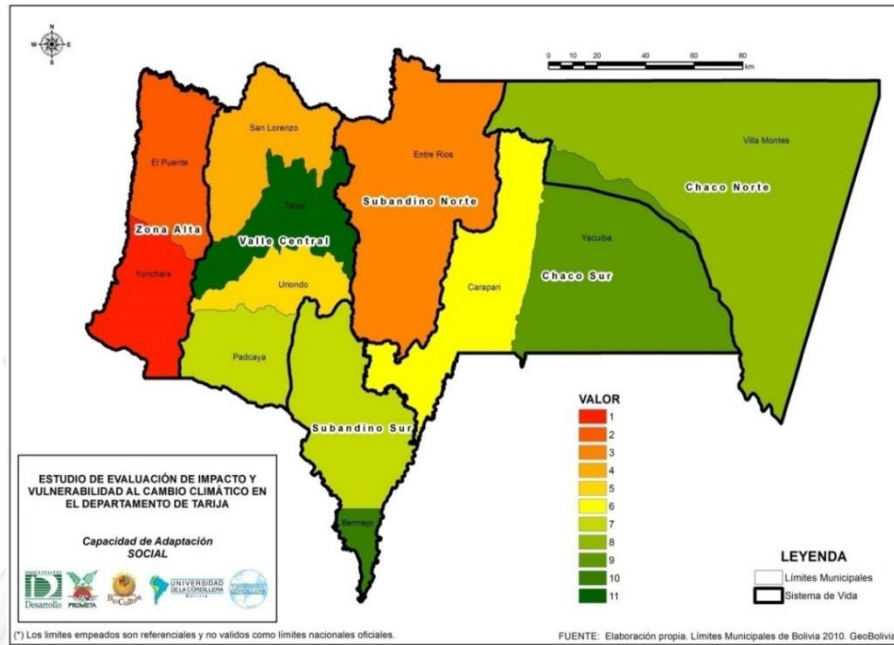 N
W
E
S
0 5 10 20 40 60 80
km
San Lorenzo
El Puente
Entre Rios
Villa Montes
Tarija
Chaco Norte
Subandino Norte
Zona Alta
Valle Central
Yacuiba
Yunchara
Chaco Sur
Uriondo
Carapari
Padcaya
Subandino Sur
Bermejo
VALOR
1
2
3
4
5
6
7
8
9
10
11
LEYENDA
Límites Municipales
Sistema de Vida
ESTUDIO DE EVALUACIÓN DE IMPACTO Y
VULNERABILIDAD AL CAMBIO CLIMÁTICO EN
EL DEPARTAMENTO DE TARIJA
Capacidad de Adaptación
SOCIAL
Desarrollo
PROMETA
BioCultura
UNIVERSIDAD
DE LA CORDILLERA
Bolivia
(*) Los limites empeados son referenciales y no validos como límites nacionales oficiales.
FUENTE: Elaboración propia. Límites Municipales de Bolivia 2010. GeoBolivia